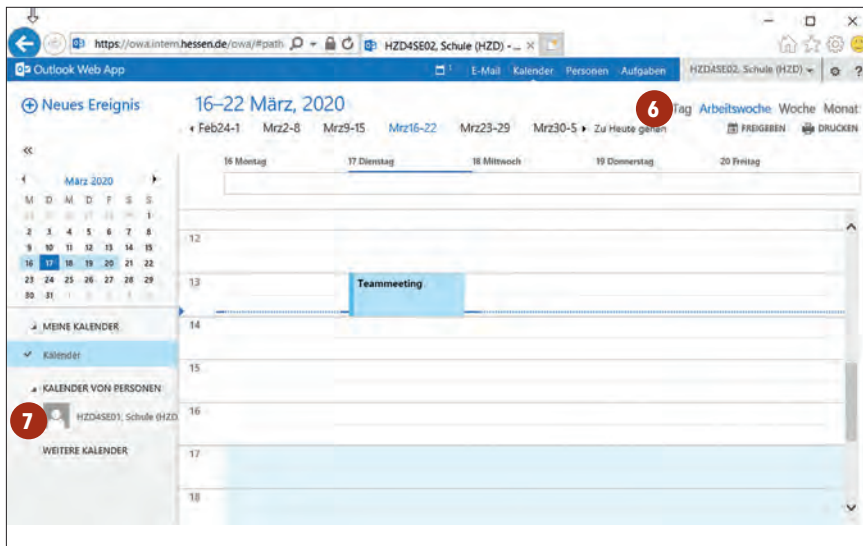 https://owa.intern.hessen.de/owa/#path
HZD4SE02, Schule (HZD) - ...
Outlook Web App
1
E-Mail Kalender Personen Aufgaben
HZD4SE02, Schule (HZD)
?
Neues Ereignis
16–22 März, 2020
6
Tag Arbeitswoche Woche Monat
Feb24-1 Mrz2-8 Mrz9-15 Mrz16-22 Mrz23-29 Mrz30-5 Zu Heute gehen
FREIGEBEN DRUCKEN
«
März 2020
M D M D F S S
1
2 3 4 5 6 7 8
9 10 11 12 13 14 15
16 17 18 19 20 21 22
23 24 25 26 27 28 29
30 31
16 Montag 17 Dienstag 18 Mittwoch 19 Donnerstag 20 Freitag
12
13
Teammeeting
14
15
16
17
18
MEINE KALENDER
Kalender
KALENDER VON PERSONEN
7
HZD4SE01, Schule (HZD
WEITERE KALENDER